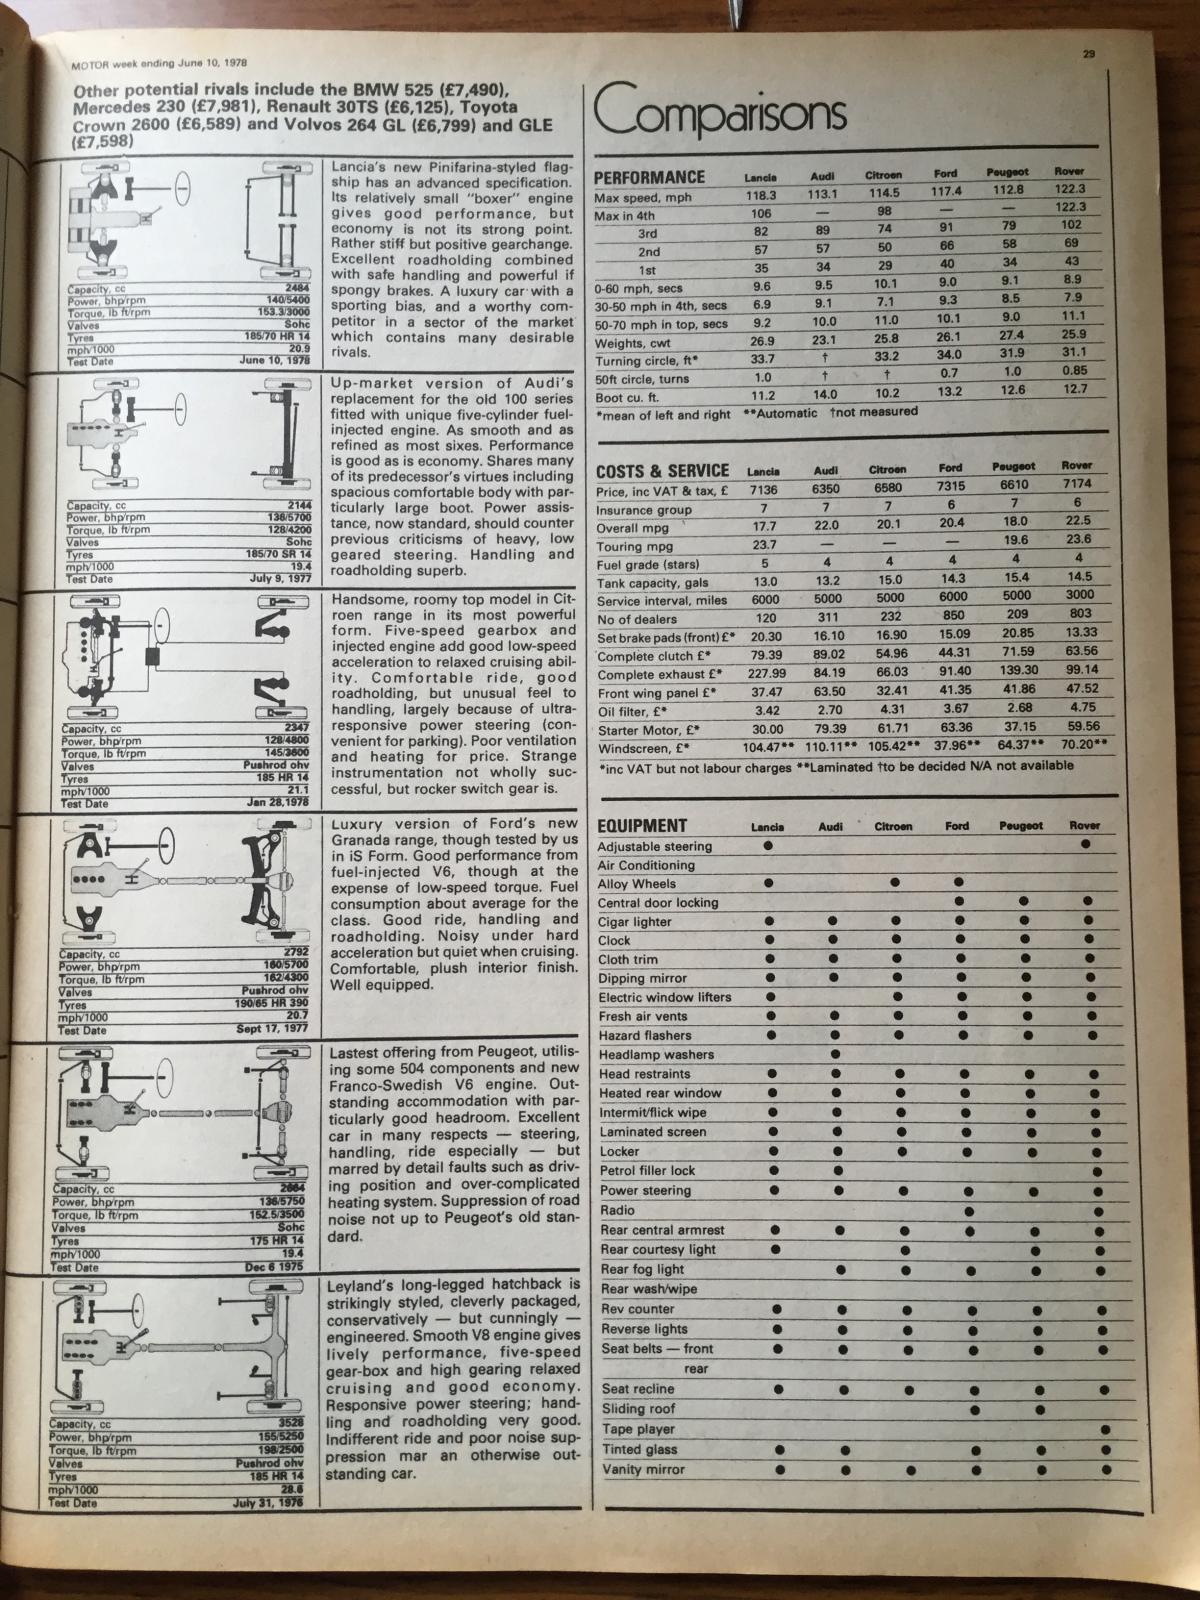 MOTOR week ending June 10, 1978
29
Other potential rivals include the BMW 525 (£7,490),
Mercedes 230 (£7,981), Renault 30TS (£6,125), Toyota
Crown 2600 (£6,589) and Volvos 264 GL (£6,799) and GLE
(£7,598)
Lancia's new Pinifarina-styled flag-
ship has an advanced specification.
Its relatively small "boxer" engine
gives good performance, but
economy is not its strong point.
Rather stiff but positive gearchange.
Excellent roadholding combined
with safe handling and powerful if
spongy brakes. A luxury car with a
sporting bias, and a worthy com-
petitor in a sector of the market
which contains many desirable
rivals.
Capacity, cc 2484
Power, bhp/rpm 140/5400
Torque, lb ft/rpm 153.3/3000
Valves Sohc
Tyres 185/70 HR 14
mph/1000 20.9
Test Date June 10, 1978
Up-market version of Audi's
replacement for the old 100 series
fitted with unique five-cylinder fuel-
injected engine. As smooth and as
refined as most sixes. Performance
is good as is economy. Shares many
of its predecessor's virtues including
spacious comfortable body with par-
ticularly large boot. Power assis-
tance, now standard, should counter
previous criticisms of heavy, low
geared steering. Handling and
roadholding superb.
Capacity, cc 2144
Power, bhp/rpm 136/5700
Torque, lb ft/rpm 128/4200
Valves Sohc
Tyres 185/70 SR 14
mph/1000 19.4
Test Date July 9, 1977
Handsome, roomy top model in Cit-
roen range in its most powerful
form. Five-speed gearbox and
injected engine add good low-speed
acceleration to relaxed cruising abil-
ity. Comfortable ride, good
roadholding, but unusual feel to
handling, largely because of ultra-
responsive power steering (con-
venient for parking). Poor ventilation
and heating for price. Strange
instrumentation not wholly suc-
cessful, but rocker switch gear is.
Capacity, cc 2347
Power, bhp/rpm 128/4800
Torque, lb ft/rpm 145/3600
Valves Pushrod ohv
Tyres 185 HR 14
mph/1000 21.1
Test Date Jan 28,1978
Luxury version of Ford's new
Granada range, though tested by us
in iS Form. Good performance from
fuel-injected V6, though at the
expense of low-speed torque. Fuel
consumption about average for the
class. Good ride, handling and
roadholding. Noisy under hard
acceleration but quiet when cruising.
Comfortable, plush interior finish.
Well equipped.
Capacity, cc 2792
Power, bhp/rpm 160/5700
Torque, lb ft/rpm 162/4300
Valves Pushrod ohv
Tyres 190/65 HR 390
mph/1000 20.7
Test Date Sept 17, 1977
Lastest offering from Peugeot, utilis-
ing some 504 components and new
Franco-Swedish V6 engine. Out-
standing accommodation with par-
ticularly good headroom. Excellent
car in many respects — steering,
handling, ride especially — but
marred by detail faults such as driv-
ing position and over-complicated
heating system. Suppression of road
noise not up to Peugeot's old stan-
dard.
Capacity, cc 2664
Power, bhp/rpm 136/5750
Torque, lb ft/rpm 152.5/3500
Valves Sohc
Tyres 175 HR 14
mph/1000 19.4
Test Date Dec 6 1975
Leyland's long-legged hatchback is
strikingly styled, cleverly packaged,
conservatively — but cunningly —
engineered. Smooth V8 engine gives
lively performance, five-speed
gear-box and high gearing relaxed
cruising and good economy.
Responsive power steering; hand-
ling and roadholding very good.
Indifferent ride and poor noise sup-
pression mar an otherwise out-
standing car.
Capacity, cc 3528
Power, bhp/rpm 155/5250
Torque, lb ft/rpm 198/2500
Valves Pushrod ohv
Tyres 185 HR 14
mph/1000 28.6
Test Date July 31, 1976
Comparisons
PERFORMANCE Lancia Audi Citroen Ford Peugeot Rover
Max speed, mph 118.3 113.1 114.5 117.4 112.8 122.3
Max in 4th 106 — 98 — — 122.3
3rd 82 89 74 91 79 102
2nd 57 57 50 66 58 69
1st 35 34 29 40 34 43
0-60 mph, secs 9.6 9.5 10.1 9.0 9.1 8.9
30-50 mph in 4th, secs 6.9 9.1 7.1 9.3 8.5 7.9
50-70 mph in top, secs 9.2 10.0 11.0 10.1 9.0 11.1
Weights, cwt 26.9 23.1 25.8 26.1 27.4 25.9
Turning circle, ft* 33.7 † 33.2 34.0 31.9 31.1
50ft circle, turns 1.0 † † 0.7 1.0 0.85
Boot cu. ft. 11.2 14.0 10.2 13.2 12.6 12.7
*mean of left and right **Automatic †not measured
COSTS & SERVICE Lancia Audi Citroen Ford Peugeot Rover
Price, inc VAT & tax, £ 7136 6350 6580 7315 6610 7174
Insurance group 7 7 7 6 7 6
Overall mpg 17.7 22.0 20.1 20.4 18.0 22.5
Touring mpg 23.7 — — — 19.6 23.6
Fuel grade (stars) 5 4 4 4 4 4
Tank capacity, gals 13.0 13.2 15.0 14.3 15.4 14.5
Service interval, miles 6000 5000 5000 6000 5000 3000
No of dealers 120 311 232 850 209 803
Set brake pads (front) £* 20.30 16.10 16.90 15.09 20.85 13.33
Complete clutch £* 79.39 89.02 54.96 44.31 71.59 63.56
Complete exhaust £* 227.99 84.19 66.03 91.40 139.30 99.14
Front wing panel £* 37.47 63.50 32.41 41.35 41.86 47.52
Oil filter, £* 3.42 2.70 4.31 3.67 2.68 4.75
Starter Motor, £* 30.00 79.39 61.71 63.36 37.15 59.56
Windscreen, £* 104.47** 110.11** 105.42** 37.96** 64.37** 70.20**
*inc VAT but not labour charges **Laminated †to be decided N/A not available
EQUIPMENT Lancia Audi Citroen Ford Peugeot Rover
Adjustable steering ● ●
Air Conditioning
Alloy Wheels ● ● ●
Central door locking ● ● ●
Cigar lighter ● ● ● ● ● ●
Clock ● ● ● ● ● ●
Cloth trim ● ● ● ● ● ●
Dipping mirror ● ● ● ● ● ●
Electric window lifters ● ● ● ● ●
Fresh air vents ● ● ● ● ● ●
Hazard flashers ● ● ● ● ● ●
Headlamp washers ●
Head restraints ● ● ● ● ● ●
Heated rear window ● ● ● ● ● ●
Intermit/flick wipe ● ● ● ● ● ●
Laminated screen ● ● ● ● ● ●
Locker ● ● ● ● ● ●
Petrol filler lock ● ● ●
Power steering ● ● ● ● ● ●
Radio ● ●
Rear central armrest ● ● ● ● ● ●
Rear courtesy light ● ● ● ●
Rear fog light ● ● ● ● ●
Rear wash/wipe
Rev counter ● ● ● ● ● ●
Reverse lights ● ● ● ● ● ●
Seat belts — front ● ● ● ● ● ●
rear
Seat recline ● ● ● ● ● ●
Sliding roof ● ●
Tape player ●
Tinted glass ● ● ● ● ●
Vanity mirror ● ● ● ● ● ●